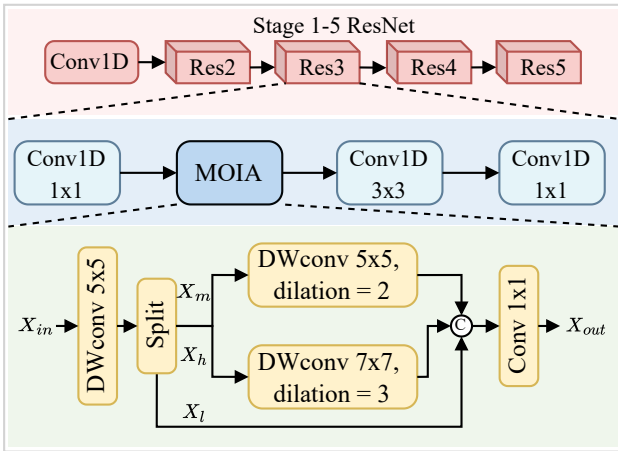 Stage 1-5 ResNet
Conv1D
Res2
Res3
Res4
Res5
Conv1D
1x1
MOIA
Conv1D
3x3
Conv1D
1x1
X_in
DWconv 5x5
Split
X_m
X_h
X_l
DWconv 5x5,
dilation = 2
DWconv 7x7,
dilation = 3
C
Conv 1x1
X_out